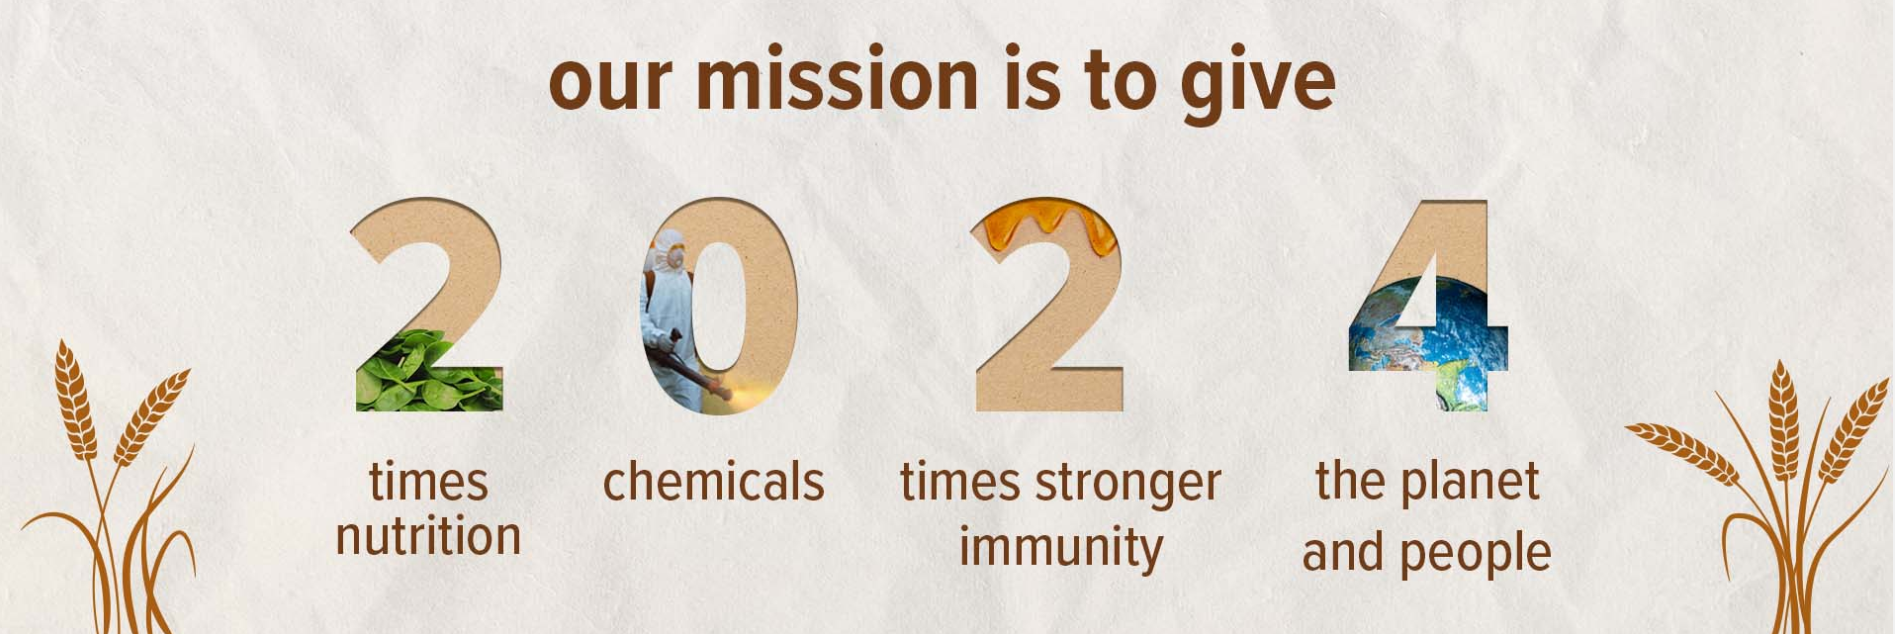 our mission is to give
2 0 2 4
times
nutrition
chemicals
times stronger
immunity
the planet
and people